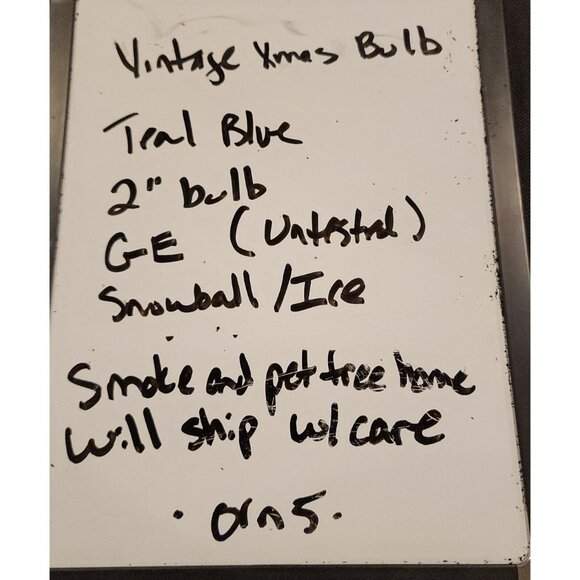 Vintage Xmas Bulb
Teal Blue
2" bulb
GE (Untested)
Snowball/Ice
Smoke and pet free home
Will ship w/care
. orn5.